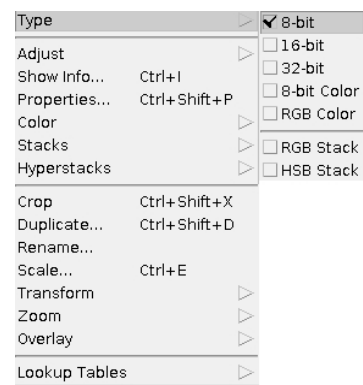 Type
Adjust
Show Info... Ctrl+I
Properties... Ctrl+Shift+P
Color
Stacks
Hyperstacks
Crop Ctrl+Shift+X
Duplicate... Ctrl+Shift+D
Rename...
Scale... Ctrl+E
Transform
Zoom
Overlay
Lookup Tables
8-bit
16-bit
32-bit
8-bit Color
RGB Color
RGB Stack
HSB Stack